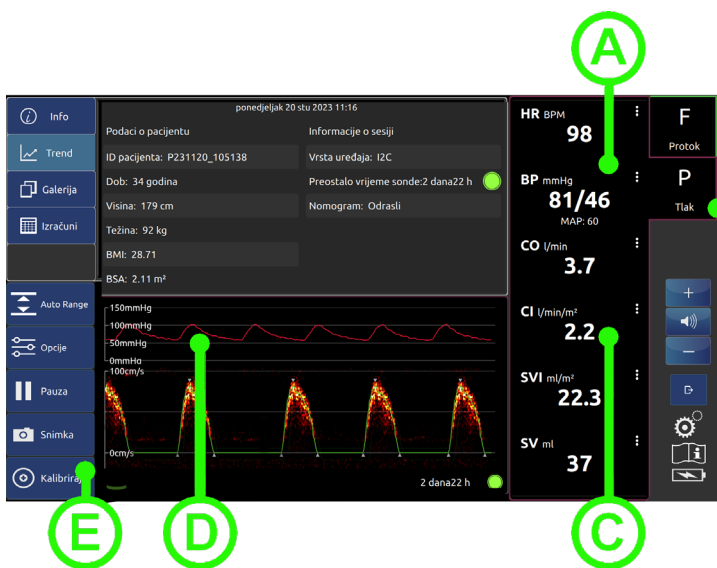 A
Info
Trend
Galerija
Izračuni
Auto Range
Opcije
Pauza
Snimka
Kalibriraj
ponedjeljak 20 stu 2023 11:16
Podaci o pacijentu
ID pacijenta: P231120_105138
Dob: 34 godina
Visina: 179 cm
Težina: 92 kg
BMI: 28.71
BSA: 2.11 m²
Informacije o sesiji
Vrsta uređaja: I2C
Preostalo vrijeme sonde:2 dana22 h
Nomogram: Odrasli
150mmHg
100mmHg
50mmHg
0mmHg
100cm/s
0cm/s
2 dana22 h
HR BPM
98
BP mmHg
81/46
MAP: 60
CO l/min
3.7
CI l/min/m²
2.2
SVI ml/m²
22.3
SV ml
37
F
Protok
P
Tlak
+
−
i
E
D
C